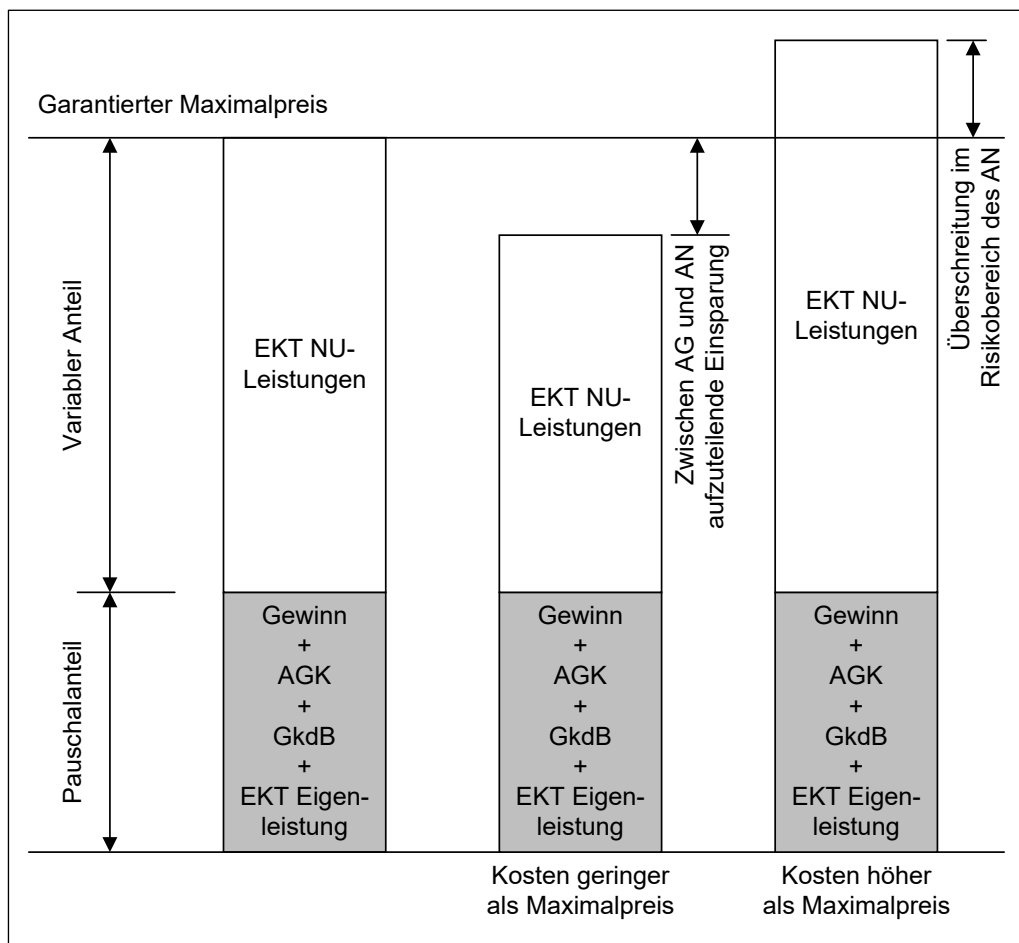 Garantierter Maximalpreis
Variabler Anteil
Pauschalanteil
EKT NU-
Leistungen
Gewinn
+
AGK
+
GkdB
+
EKT Eigen-
leistung
EKT NU-
Leistungen
Gewinn
+
AGK
+
GkdB
+
EKT Eigen-
leistung
Kosten geringer
als Maximalpreis
Zwischen AG und AN
aufzuteilende Einsparung
EKT NU-
Leistungen
Gewinn
+
AGK
+
GkdB
+
EKT Eigen-
leistung
Kosten höher
als Maximalpreis
Überschreitung im
Risikobereich des AN